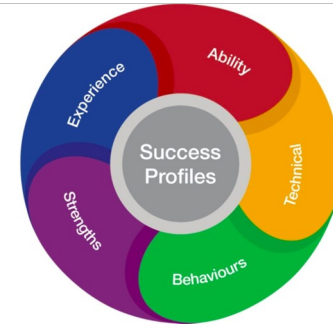 Success
Profiles
Ability
Technical
Behaviours
Strengths
Experience